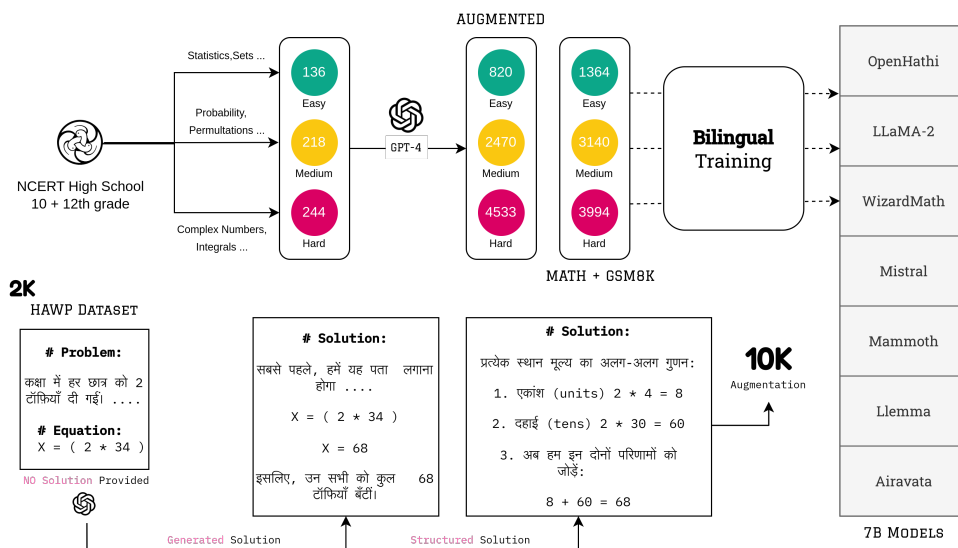 AUGMENTED
Statistics,Sets ...
136
Easy
Probability,
Permultations ...
218
Medium
244
Hard
Complex Numbers,
Integrals ...
NCERT High School
10 + 12th grade
GPT-4
820
Easy
2470
Medium
4533
Hard
1364
Easy
3140
Medium
3994
Hard
MATH + GSM8K
Bilingual
Training
OpenHathi
LLaMA-2
WizardMath
Mistral
Mammoth
Llemma
Airavata
7B Models
2K
HAWP Dataset
# Problem:
कक्षा में हर छात्र को 2
टॉफ़ियाँ दी गईं। ....
# Equation:
X = ( 2 * 34 )
NO Solution Provided
# Solution:
सबसे पहले, हमें यह पता लगाना
होगा ....
X = ( 2 * 34 )
X = 68
इसलिए, उन सभी को कुल 68
टॉफियाँ बँटीं।
Generated Solution
# Solution:
प्रत्येक स्थान मूल्य का अलग-अलग गुणन:
1. एकांश (units) 2 * 4 = 8
2. दहाई (tens) 2 * 30 = 60
3. अब हम इन दोनों परिणामों को
जोड़ें:
8 + 60 = 68
Structured Solution
10K
Augmentation